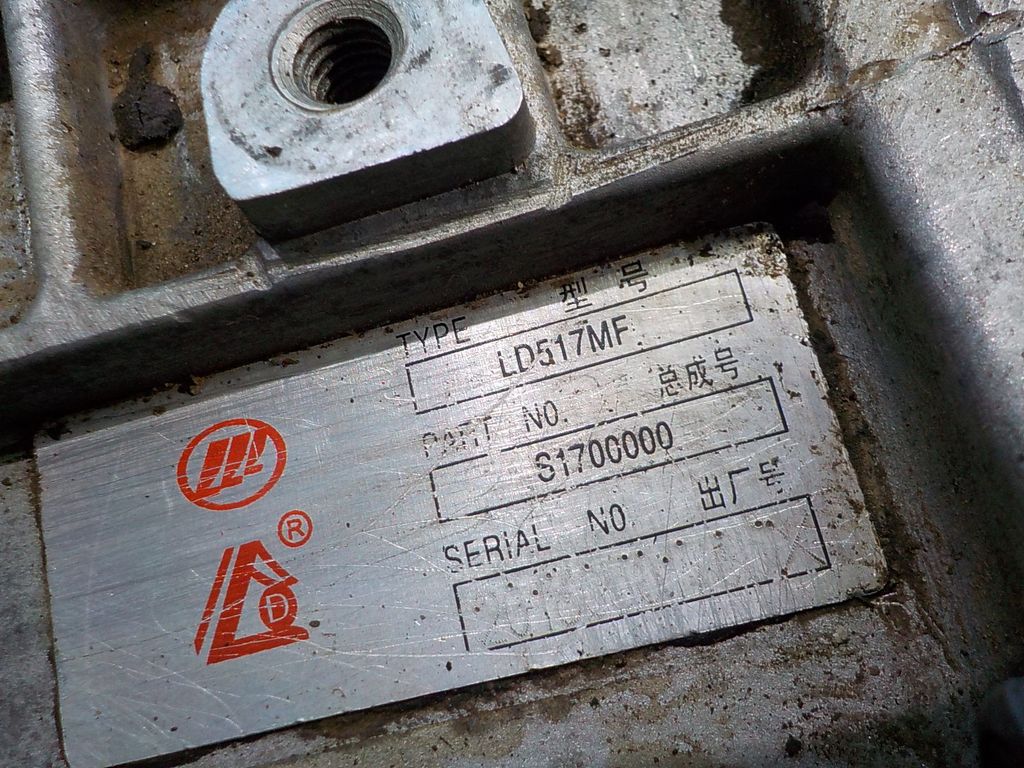 TYPE 型号
LD517MF
PART NO. 总成号
S1700000
SERIAL NO. 出厂号
®
D